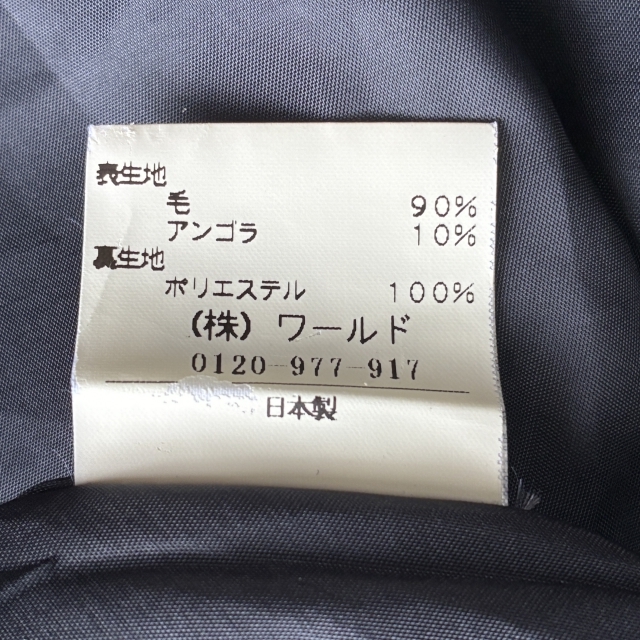 表生地
毛 90%
アンゴラ 10%
裏生地
ポリエステル 100%
(株) ワールド
0120-977-917
日本製